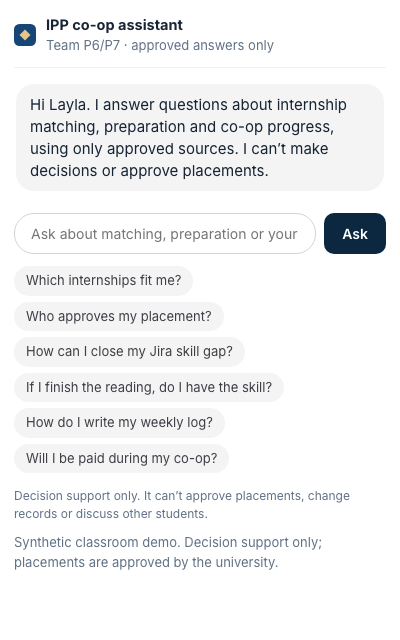 IPP co-op assistant
Team P6/P7 · approved answers only
Hi Layla. I answer questions about internship
matching, preparation and co-op progress,
using only approved sources. I can’t make
decisions or approve placements.
Ask about matching, preparation or your
Ask
Which internships fit me?
Who approves my placement?
How can I close my Jira skill gap?
If I finish the reading, do I have the skill?
How do I write my weekly log?
Will I be paid during my co-op?
Decision support only. It can’t approve placements, change
records or discuss other students.
Synthetic classroom demo. Decision support only;
placements are approved by the university.